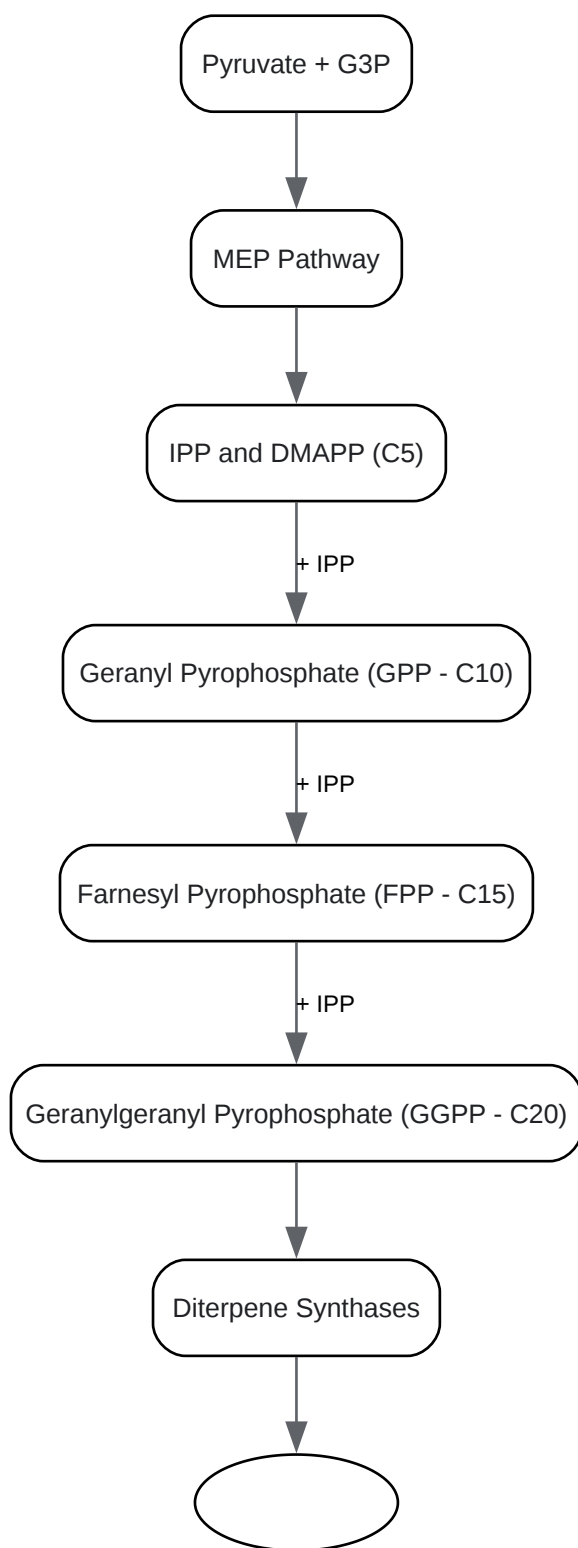 Pyruvate + G3P
MEP Pathway
IPP and DMAPP (C5)
+ IPP
Geranyl Pyrophosphate (GPP - C10)
+ IPP
Farnesyl Pyrophosphate (FPP - C15)
+ IPP
Geranylgeranyl Pyrophosphate (GGPP - C20)
Diterpene Synthases